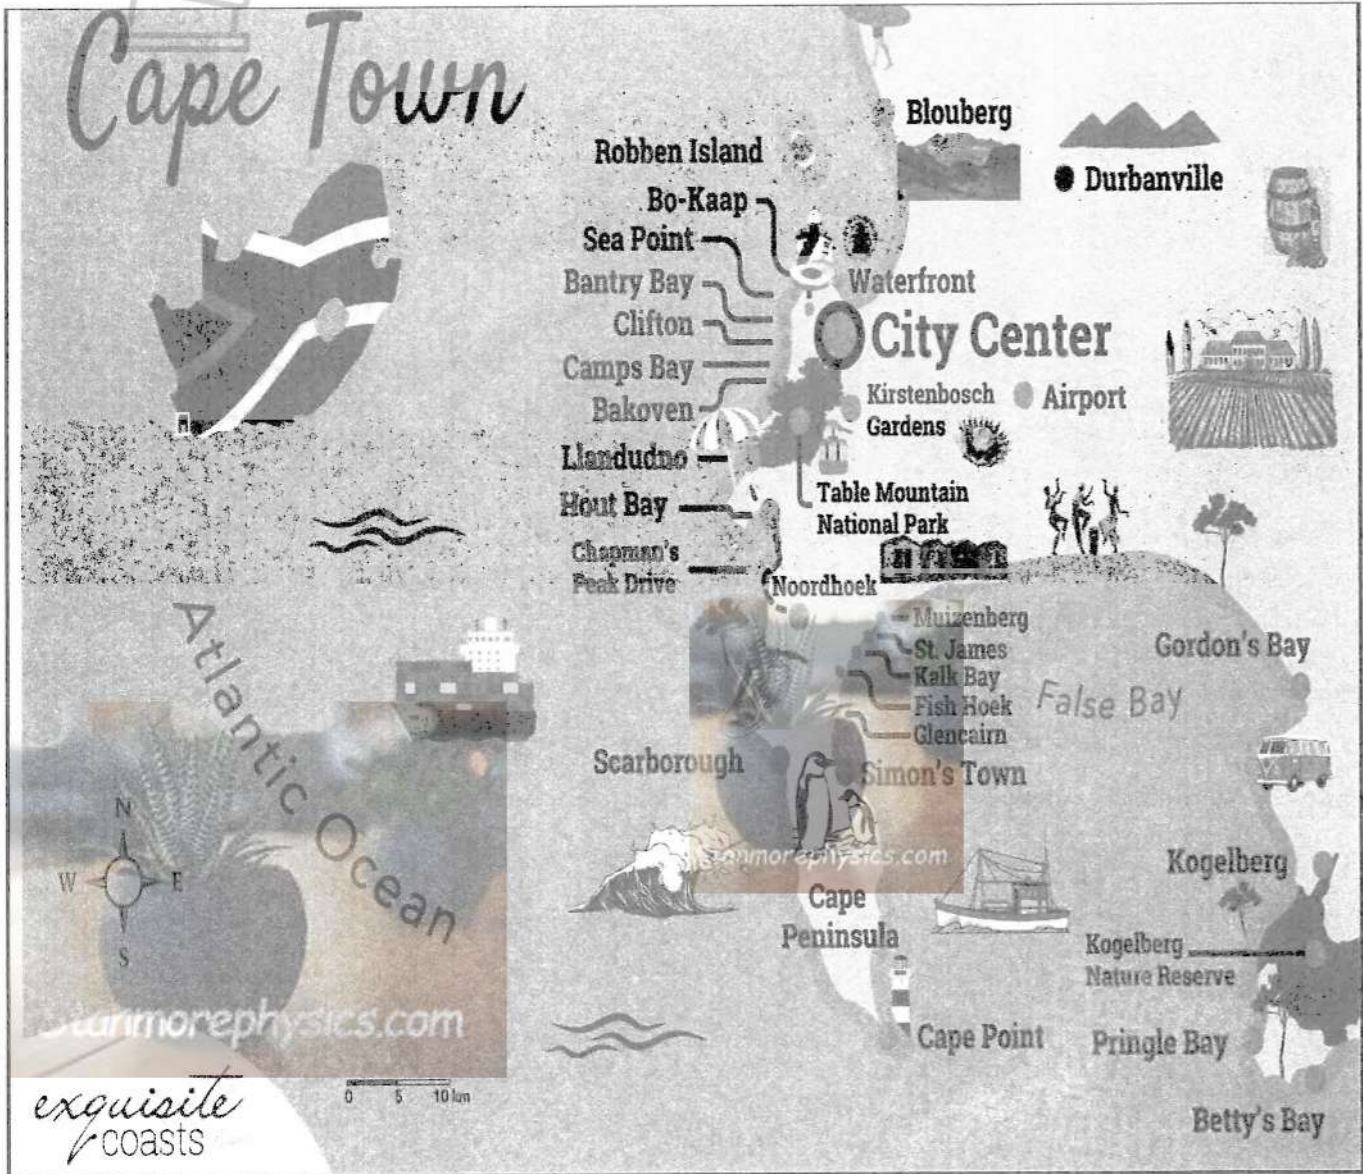 Cape Town
Blouberg
Robben Island
Durbanville
Bo-Kaap
Sea Point
Bantry Bay
Waterfront
Clifton
City Center
Camps Bay
Kirstenbosch
Gardens
Airport
Bakoven
Llandudno
Table Mountain
National Park
Hout Bay
Chapman's
Peak Drive
Noordhoek
Muizenberg
St. James
Kalk Bay
Fish Hoek
Glencairn
Gordon's Bay
False Bay
Atlantic Ocean
Scarborough
Simon's Town
N
W E
S
stanmorephysics.com
Kogelberg
Cape
Peninsula
Kogelberg
Nature Reserve
stanmorephysics.com
Cape Point
Pringle Bay
exquisite
coasts
0 5 10 km
Betty's Bay